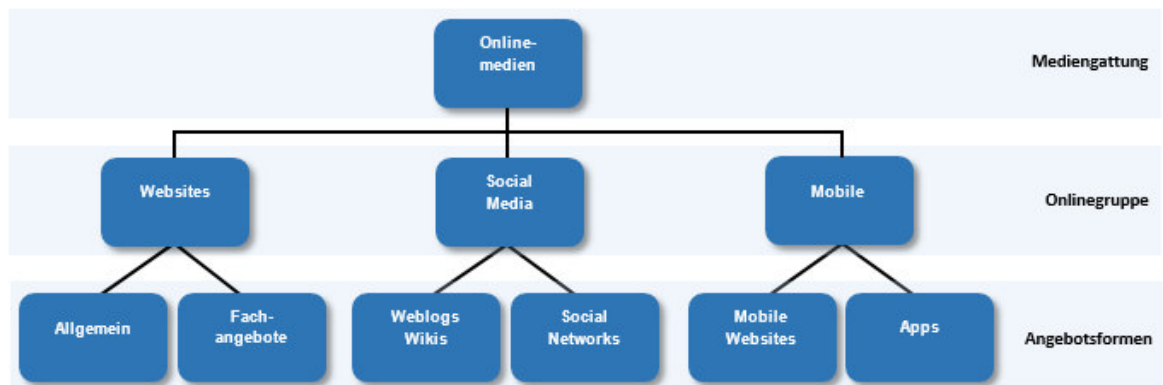 Online-
medien
Mediengattung
Websites
Social
Media
Mobile
Onlinegruppe
Allgemein
Fach-
angebote
Weblogs
Wikis
Social
Networks
Mobile
Websites
Apps
Angebotsformen